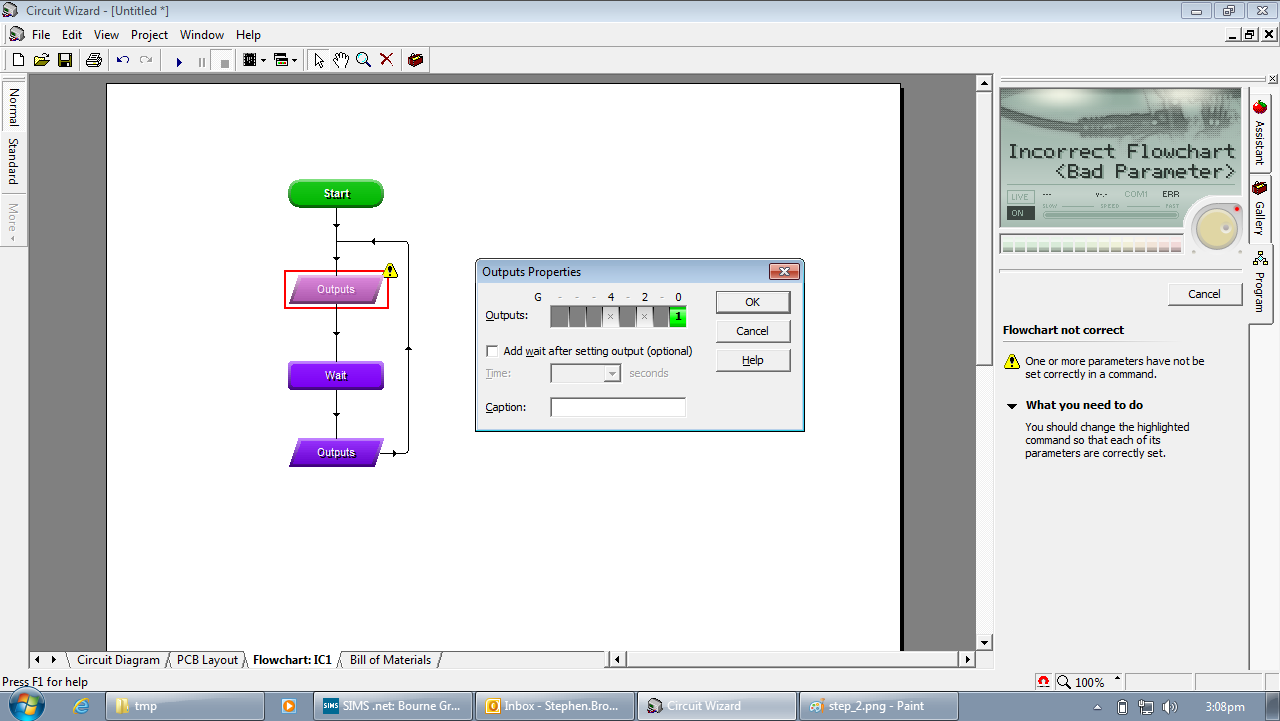 Circuit Wizard - [Untitled *]
File Edit View Project Window Help
Normal
Standard
More
Start
Outputs
Wait
Outputs
Outputs Properties
G - - - 4 - 2 - 0
Outputs: × × 1
Add wait after setting output (optional)
Time: seconds
Caption:
OK
Cancel
Help
Incorrect Flowchart
<Bad Parameter>
LIVE --- v-.- COM1 ERR
ON SLOW SPEED FAST
Cancel
Flowchart not correct
One or more parameters have not be
set correctly in a command.
What you need to do
You should change the highlighted
command so that each of its
parameters are correctly set.
Assistant
Gallery
Program
Circuit Diagram PCB Layout Flowchart: IC1 Bill of Materials
Press F1 for help
100%
tmp
SIMS SIMS .net: Bourne Gr...
Inbox - Stephen.Bro...
Circuit Wizard
step_2.png - Paint
3:08pm